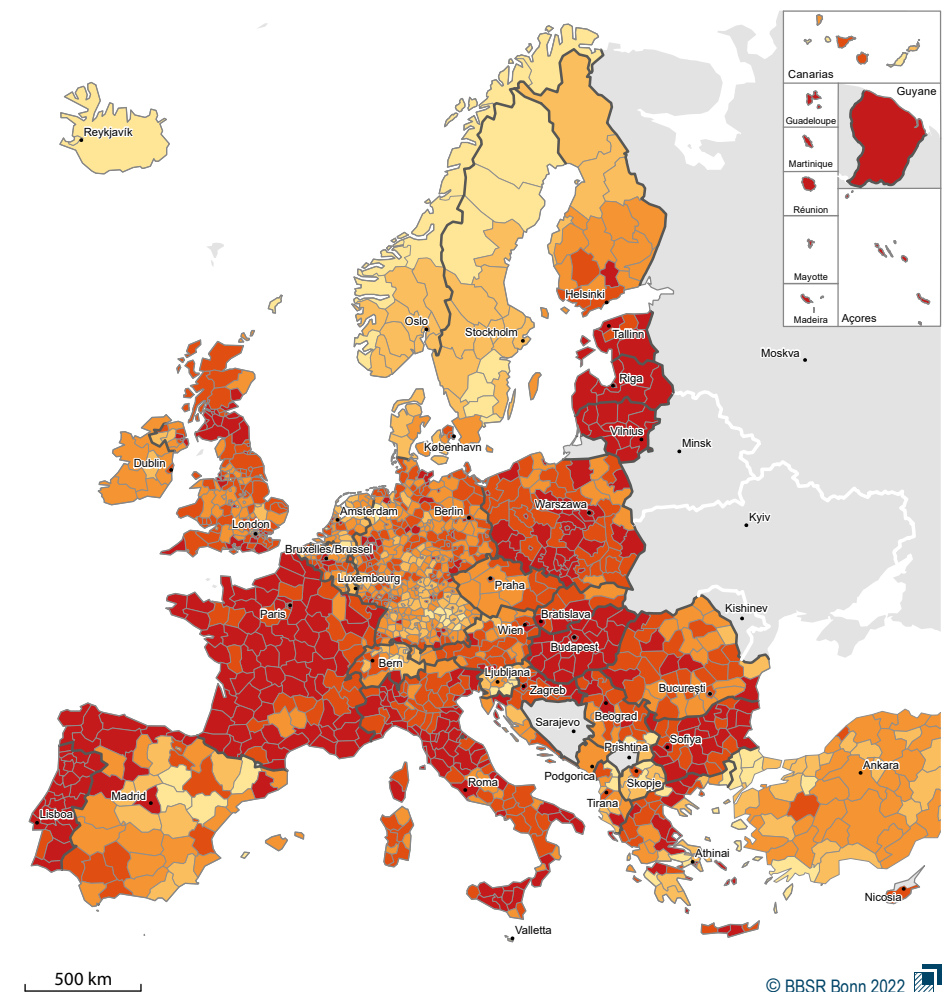 Canarias
Guyane
Guadeloupe
Martinique
Réunion
Mayotte
Madeira
Açores
Reykjavík
Helsinki
Oslo
Stockholm
Tallinn
Moskva
Riga
Vilnius
Minsk
København
Dublin
Warszawa
Amsterdam
Berlin
Kyiv
London
Bruxelles/Brussel
Luxembourg
Praha
Paris
Kishinev
Bratislava
Wien
Budapest
Bern
Ljubljana
Zagreb
Bucureşti
Beograd
Sarajevo
Prishtina
Sofiya
Ankara
Podgorica
Skopje
Roma
Madrid
Tirana
Lisboa
Athinai
Nicosia
Valletta
500 km
© BBSR Bonn 2022